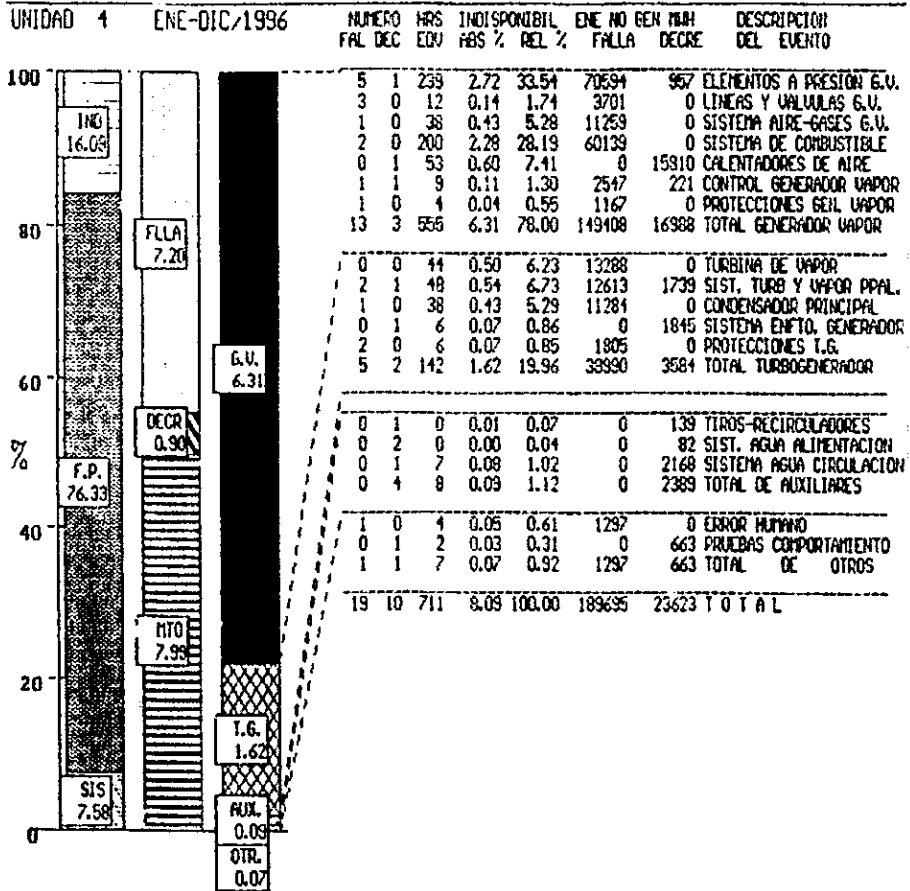 UNIDAD 4 ENE-DIC/1996
NUMERO HRS INDISPONIBIL ENE NO GEN MWH DESCRIPCION
FAL DEC EQV ABS % REL % FALLA DECRE DEL EVENTO
5 1 239 2.72 33.54 70594 957 ELEMENTOS A PRESION G.V.
3 0 12 0.14 1.74 3701 0 LINEAS Y VALVULAS G.V.
1 0 38 0.43 5.28 11259 0 SISTEMA AIRE-GASES G.V.
2 0 200 2.28 28.19 60139 0 SISTEMA DE COMBUSTIBLE
0 1 53 0.60 7.41 0 15810 CALENTADORES DE AIRE
1 1 9 0.11 1.30 2547 221 CONTROL GENERADOR VAPOR
1 0 4 0.04 0.55 1167 0 PROTECCIONES GEN. VAPOR
13 3 555 6.31 78.00 149408 16988 TOTAL GENERADOR VAPOR
0 0 44 0.50 6.23 13288 0 TURBINA DE VAPOR
2 1 48 0.54 6.73 12613 1739 SIST. TURB Y VAPOR PPAL.
1 0 38 0.43 5.29 11284 0 CONDENSADOR PRINCIPAL
0 1 6 0.07 0.86 0 1845 SISTEMA ENFTO. GENERADOR
2 0 6 0.07 0.85 1805 0 PROTECCIONES T.G.
5 2 142 1.62 19.96 38990 3584 TOTAL TURBOGENERADOR
0 1 0 0.01 0.07 0 139 TIROS-RECIRCULADORES
0 2 0 0.00 0.04 0 82 SIST. AGUA ALIMENTACION
0 1 7 0.08 1.02 0 2168 SISTEMA AGUA CIRCULACION
0 4 8 0.09 1.12 0 2389 TOTAL DE AUXILIARES
1 0 4 0.05 0.61 1297 0 ERROR HUMANO
0 1 2 0.03 0.31 0 663 PRUEBAS COMPORTAMIENTO
1 1 7 0.07 0.92 1297 663 TOTAL DE OTROS
19 10 711 8.09 100.00 189695 23623 T O T A L
100
80
60
%
40
20
0
IND
16.09
F.P.
76.33
SIS
7.58
FLLA
7.20
DECR
0.90
MTO
7.99
G.V.
6.31
T.G.
1.62
AUX.
0.09
OTR.
0.07